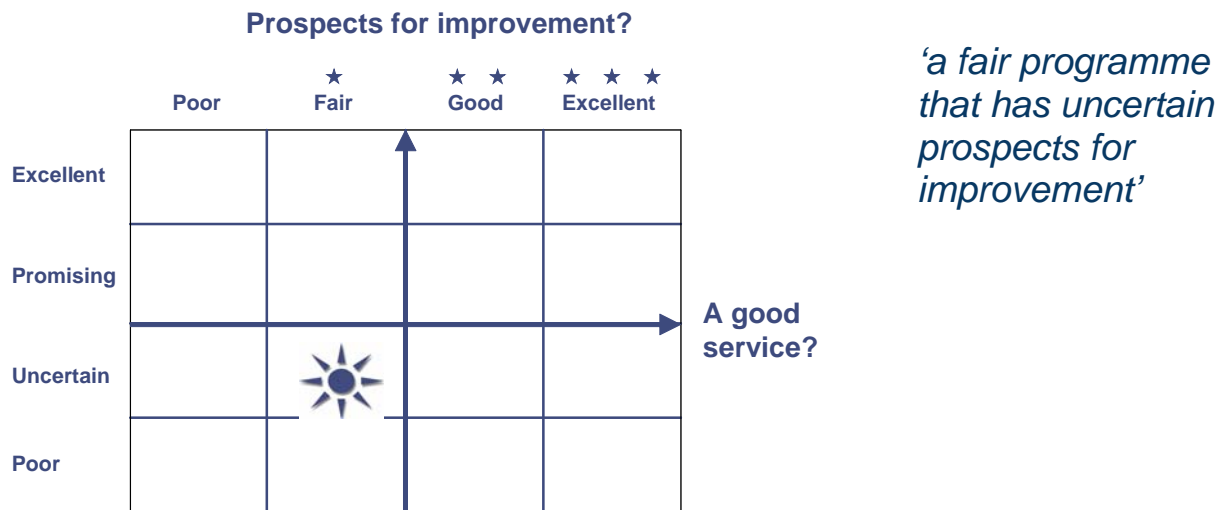 Prospects for improvement?
‘a fair programme
that has uncertain
prospects for
improvement’
Poor Fair Good Excellent
Excellent
Promising
A good
service?
Uncertain
Poor